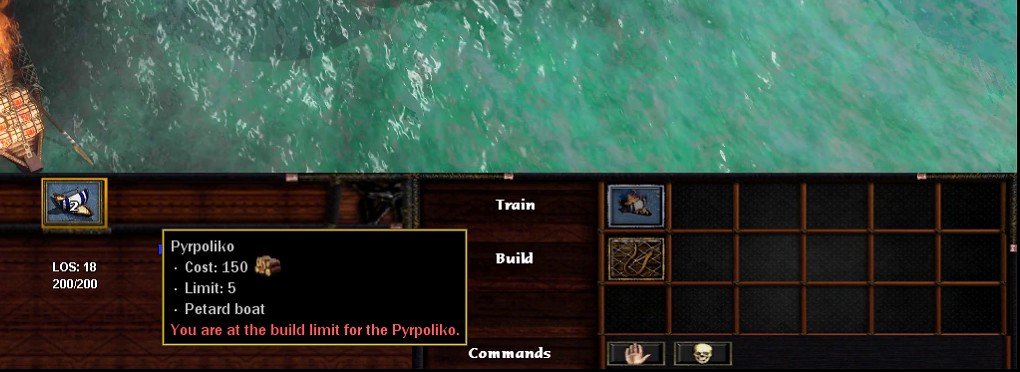 Train
2
Pyrpoliko
· Cost: 150
Build
LOS: 18
200/200
· Limit: 5
· Petard boat
You are at the build limit for the Pyrpoliko.
Commands